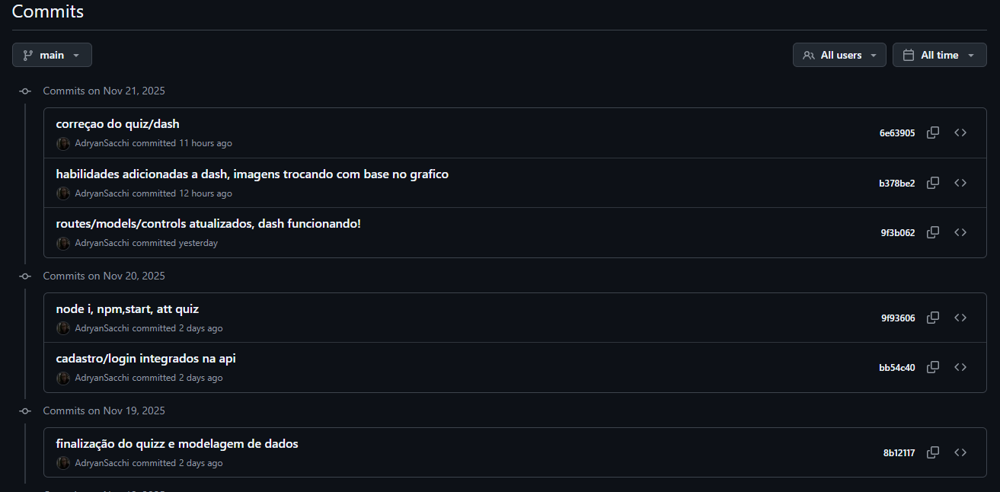 Commits
main
All users
All time
Commits on Nov 21, 2025
correçao do quiz/dash
AdryanSacchi committed 11 hours ago
6e63905
habilidades adicionadas a dash, imagens trocando com base no grafico
AdryanSacchi committed 12 hours ago
b378be2
routes/models/controls atualizados, dash funcionando!
AdryanSacchi committed yesterday
9f3b062
Commits on Nov 20, 2025
node i, npm,start, att quiz
AdryanSacchi committed 2 days ago
9f93606
cadastro/login integrados na api
AdryanSacchi committed 2 days ago
bb54c40
Commits on Nov 19, 2025
finalização do quizz e modelagem de dados
AdryanSacchi committed 2 days ago
8b12117